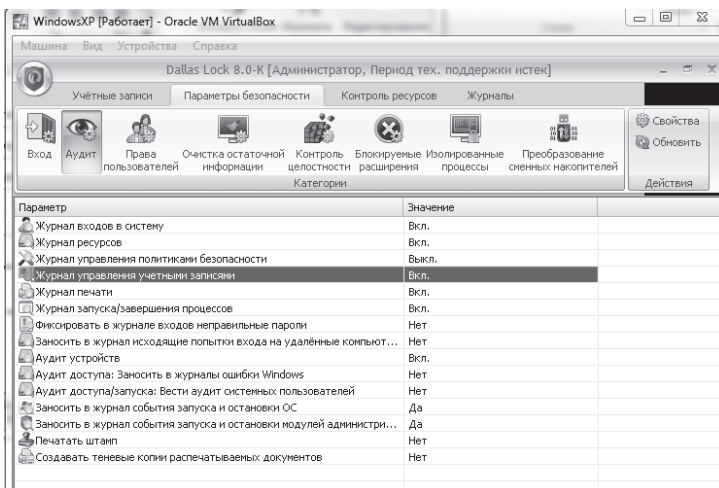 WindowsXP [Работает] - Oracle VM VirtualBox
Машина Вид Устройства Справка
Dallas Lock 8.0-K [Администратор, Период тех. поддержки истек]
Учётные записи Параметры безопасности Контроль ресурсов Журналы
Вход
Аудит
Права пользователей
Очистка остаточной информации
Контроль целостности
Блокируемые расширения
Изолированные процессы
Преобразование сменных накопителей
Категории
Свойства
Обновить
Действия
Параметр Значение
Журнал входов в систему Вкл.
Журнал ресурсов Вкл.
Журнал управления политиками безопасности Выкл.
Журнал управления учетными записями Вкл.
Журнал печати Вкл.
Журнал запуска/завершения процессов Вкл.
Фиксировать в журнале входов неправильные пароли Нет
Заносить в журнал исходящие попытки входа на удалённые компьют... Нет
Аудит устройств Вкл.
Аудит доступа: Заносить в журналы ошибки Windows Нет
Аудит доступа/запуска: Вести аудит системных пользователей Нет
Заносить в журнал события запуска и остановки ОС Да
Заносить в журнал события запуска и остановки модулей администри... Да
Печатать штамп Нет
Создавать теневые копии распечатываемых документов Нет